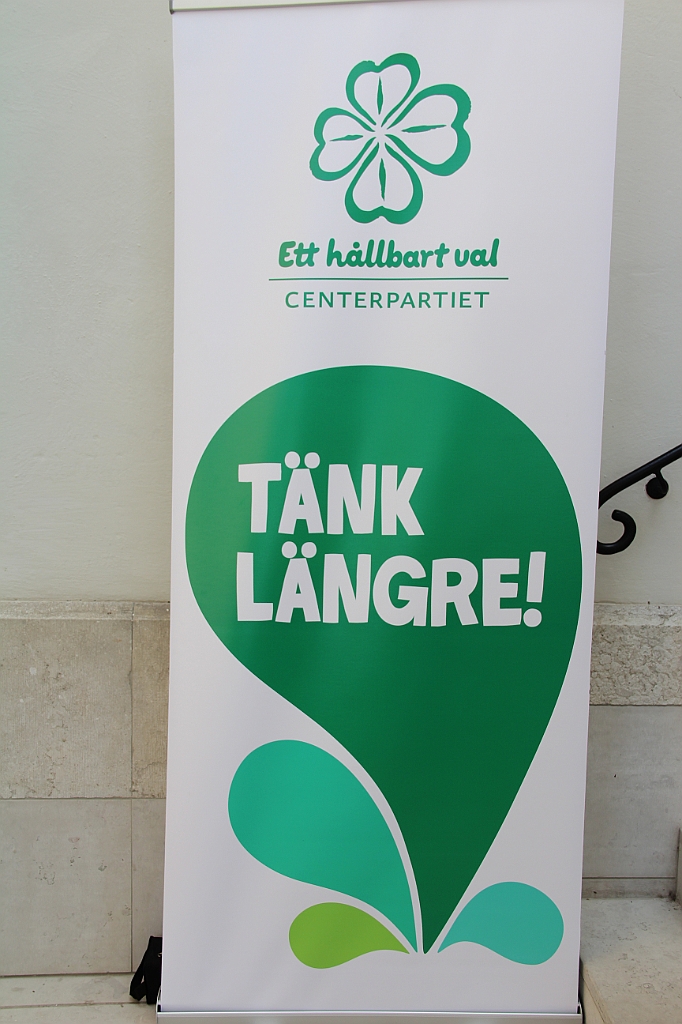 Ett hållbart val
CENTERPARTIET
TÄNK
LÄNGRE!